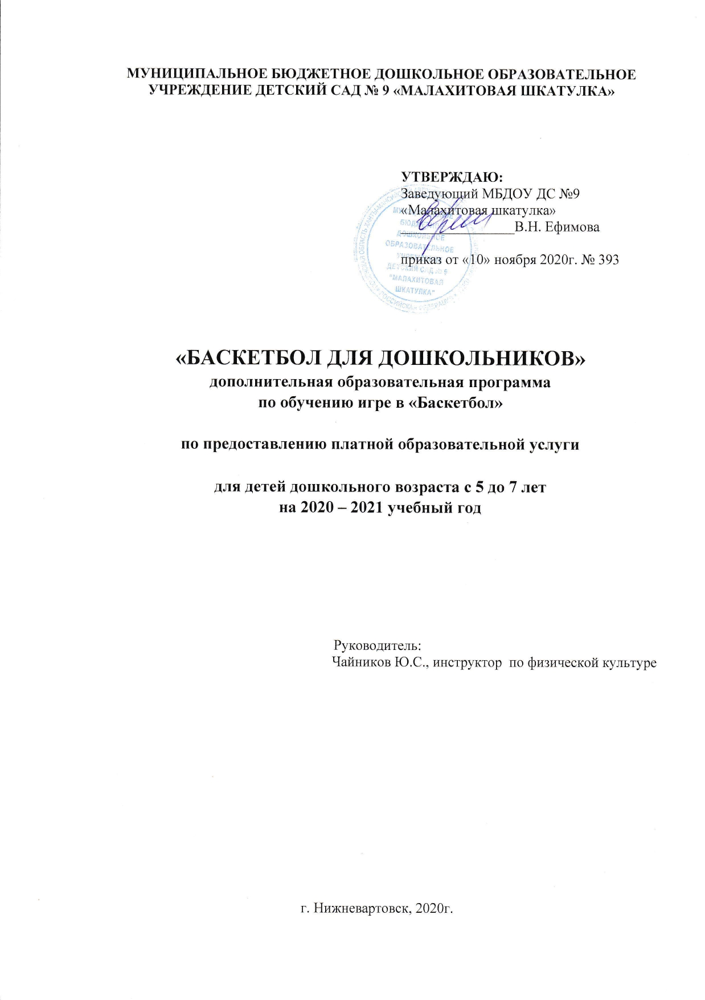 МУНИЦИПАЛЬНОЕ БЮДЖЕТНОЕ ДОШКОЛЬНОЕ ОБРАЗОВАТЕЛЬНОЕ
УЧРЕЖДЕНИЕ ДЕТСКИЙ САД № 9 «МАЛАХИТОВАЯ ШКАТУЛКА»
УТВЕРЖДАЮ:
Заведующий МБДОУ ДС №9
«Малахитовая шкатулка»
_______________В.Н. Ефимова
приказ от «10» ноября 2020г. № 393
БЮДЖЕТНОЕ
ДОШКОЛЬНОЕ
ОБРАЗОВАТЕЛЬНОЕ
УЧРЕЖДЕНИЕ
ДЕТСКИЙ САД № 9
"МАЛАХИТОВАЯ
ШКАТУЛКА"
«БАСКЕТБОЛ ДЛЯ ДОШКОЛЬНИКОВ»
дополнительная образовательная программа
по обучению игре в «Баскетбол»
по предоставлению платной образовательной услуги
для детей дошкольного возраста с 5 до 7 лет
на 2020 – 2021 учебный год
Руководитель:
Чайников Ю.С., инструктор по физической культуре
г. Нижневартовск, 2020г.